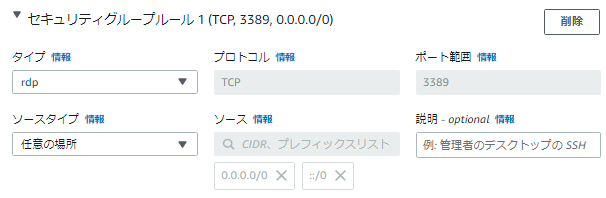 セキュリティグループルール 1 (TCP, 3389, 0.0.0.0/0)
削除
タイプ 情報
プロトコル 情報
ポート範囲 情報
rdp
TCP
3389
ソースタイプ 情報
ソース 情報
説明 - optional 情報
任意の場所
CIDR、プレフィックスリスト
例: 管理者のデスクトップの SSH
0.0.0.0/0
::/0